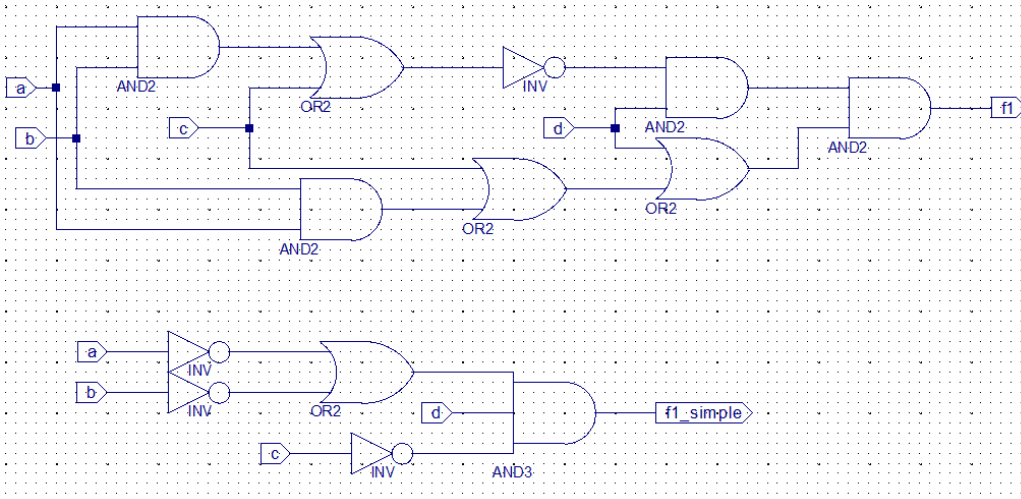 a
AND2
b
OR2
c
INV
d
AND2
AND2
f1
AND2
OR2
OR2
a
INV
b
INV
OR2
d
c
INV
AND3
f1_simple